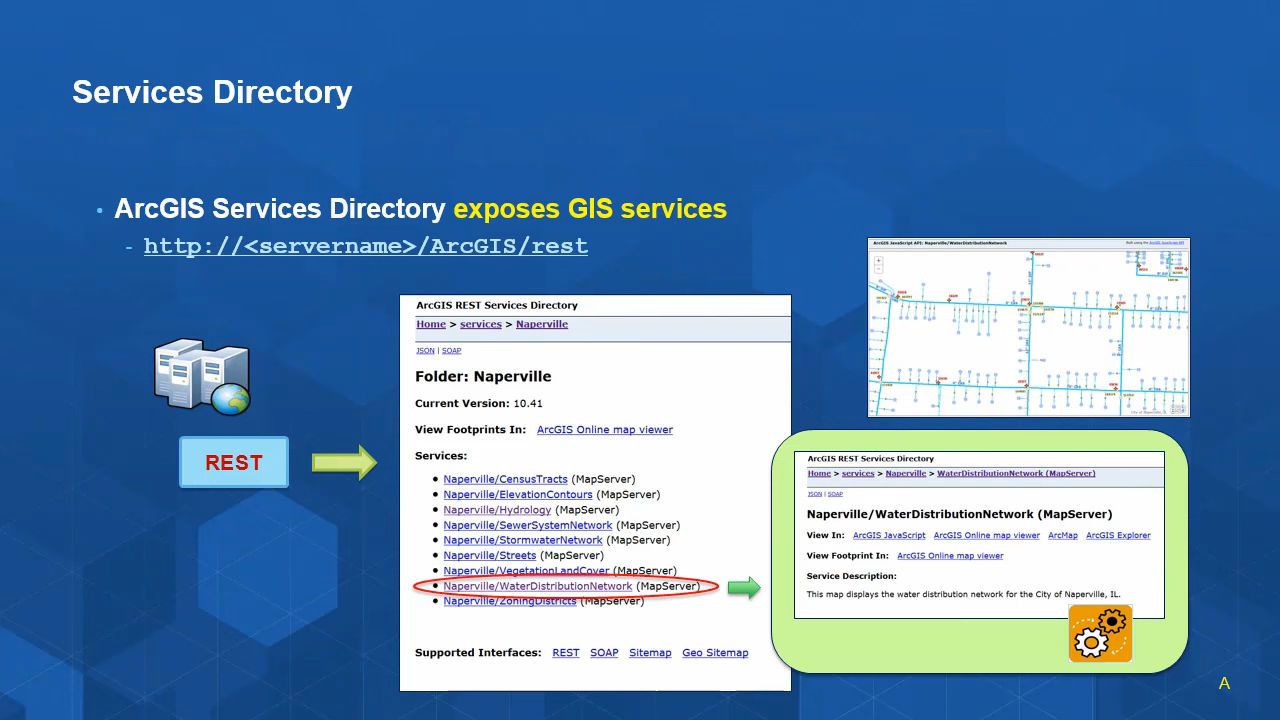 Services Directory
• ArcGIS Services Directory exposes GIS services
- http://<servername>/ArcGIS/rest
REST
ArcGIS REST Services Directory
Home > services > Naperville
JSON | SOAP
Folder: Naperville
Current Version: 10.41
View Footprints In: ArcGIS Online map viewer
Services:
• Naperville/CensusTracts (MapServer)
• Naperville/ElevationContours (MapServer)
• Naperville/Hydrology (MapServer)
• Naperville/SewerSystemNetwork (MapServer)
• Naperville/StormwaterNetwork (MapServer)
• Naperville/Streets (MapServer)
• Naperville/VegetationLandCover (MapServer)
• Naperville/WaterDistributionNetwork (MapServer)
• Naperville/ZoningDistricts (MapServer)
Supported Interfaces: REST SOAP Sitemap Geo Sitemap
ArcGIS JavaScript API: Naperville/WaterDistributionNetwork
Built using the ArcGIS JavaScript API
ArcGIS REST Services Directory
Home > services > Naperville > WaterDistributionNetwork (MapServer)
JSON | SOAP
Naperville/WaterDistributionNetwork (MapServer)
View In: ArcGIS JavaScript ArcGIS Online map viewer ArcMap ArcGIS Explorer
View Footprint In: ArcGIS Online map viewer
Service Description:
This map displays the water distribution network for the City of Naperville, IL.
A